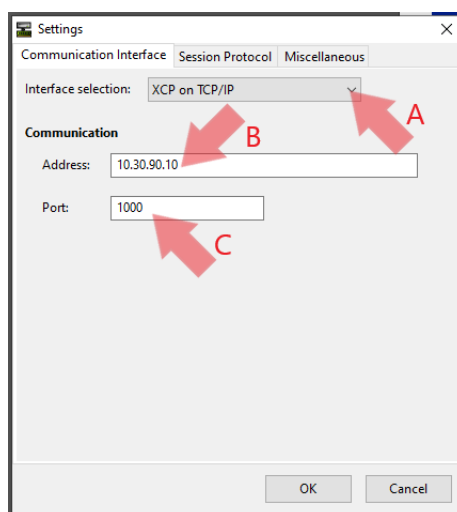 Settings
Communication Interface Session Protocol Miscellaneous
Interface selection: XCP on TCP/IP
A
B
Communication
Address: 10.30.90.10
Port: 1000
C
OK Cancel